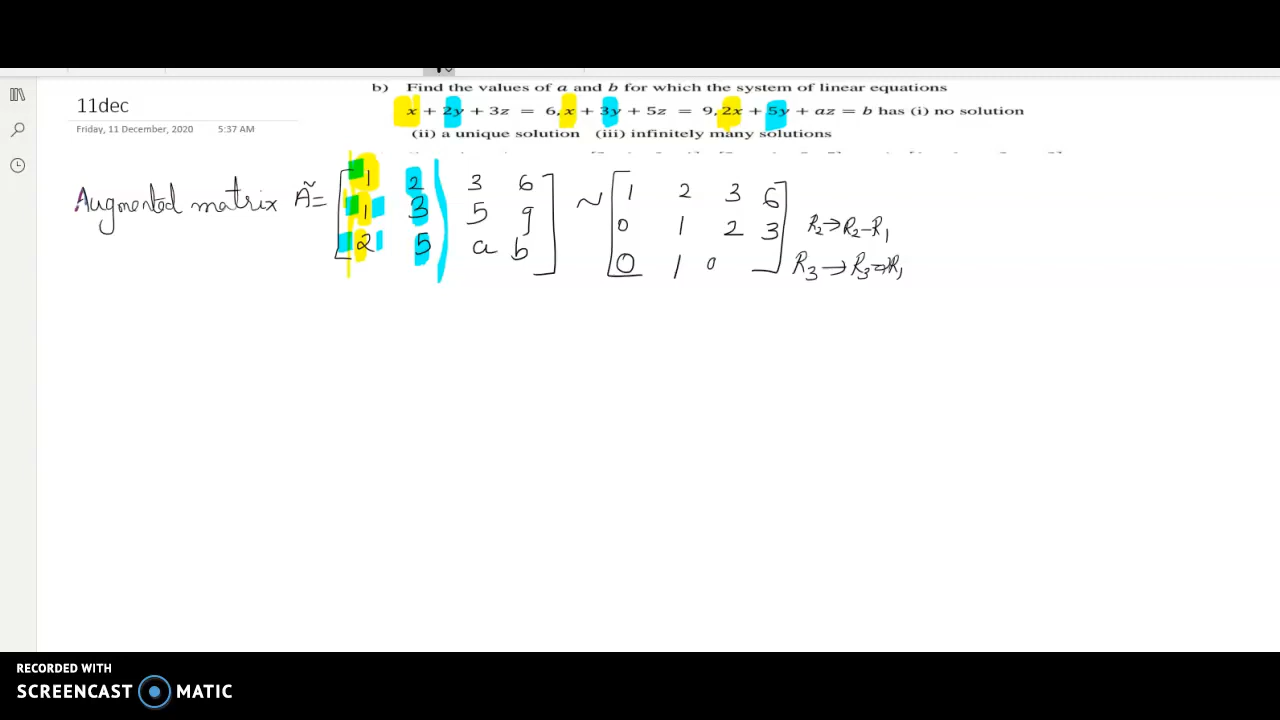 b) Find the values of a and b for which the system of linear equations
x + 2y + 3z = 6, x + 3y + 5z = 9, 2x + 5y + az = b has (i) no solution
(ii) a unique solution (iii) infinitely many solutions
11dec
Friday, 11 December, 2020 5:37 AM
Augmented matrix Ã =
1 2 3 6
1 3 5 9
2 5 a b
~
1 2 3 6
0 1 2 3 R2→R2-R1
0 1 0 R3→R3
RECORDED WITH
SCREENCAST MATIC